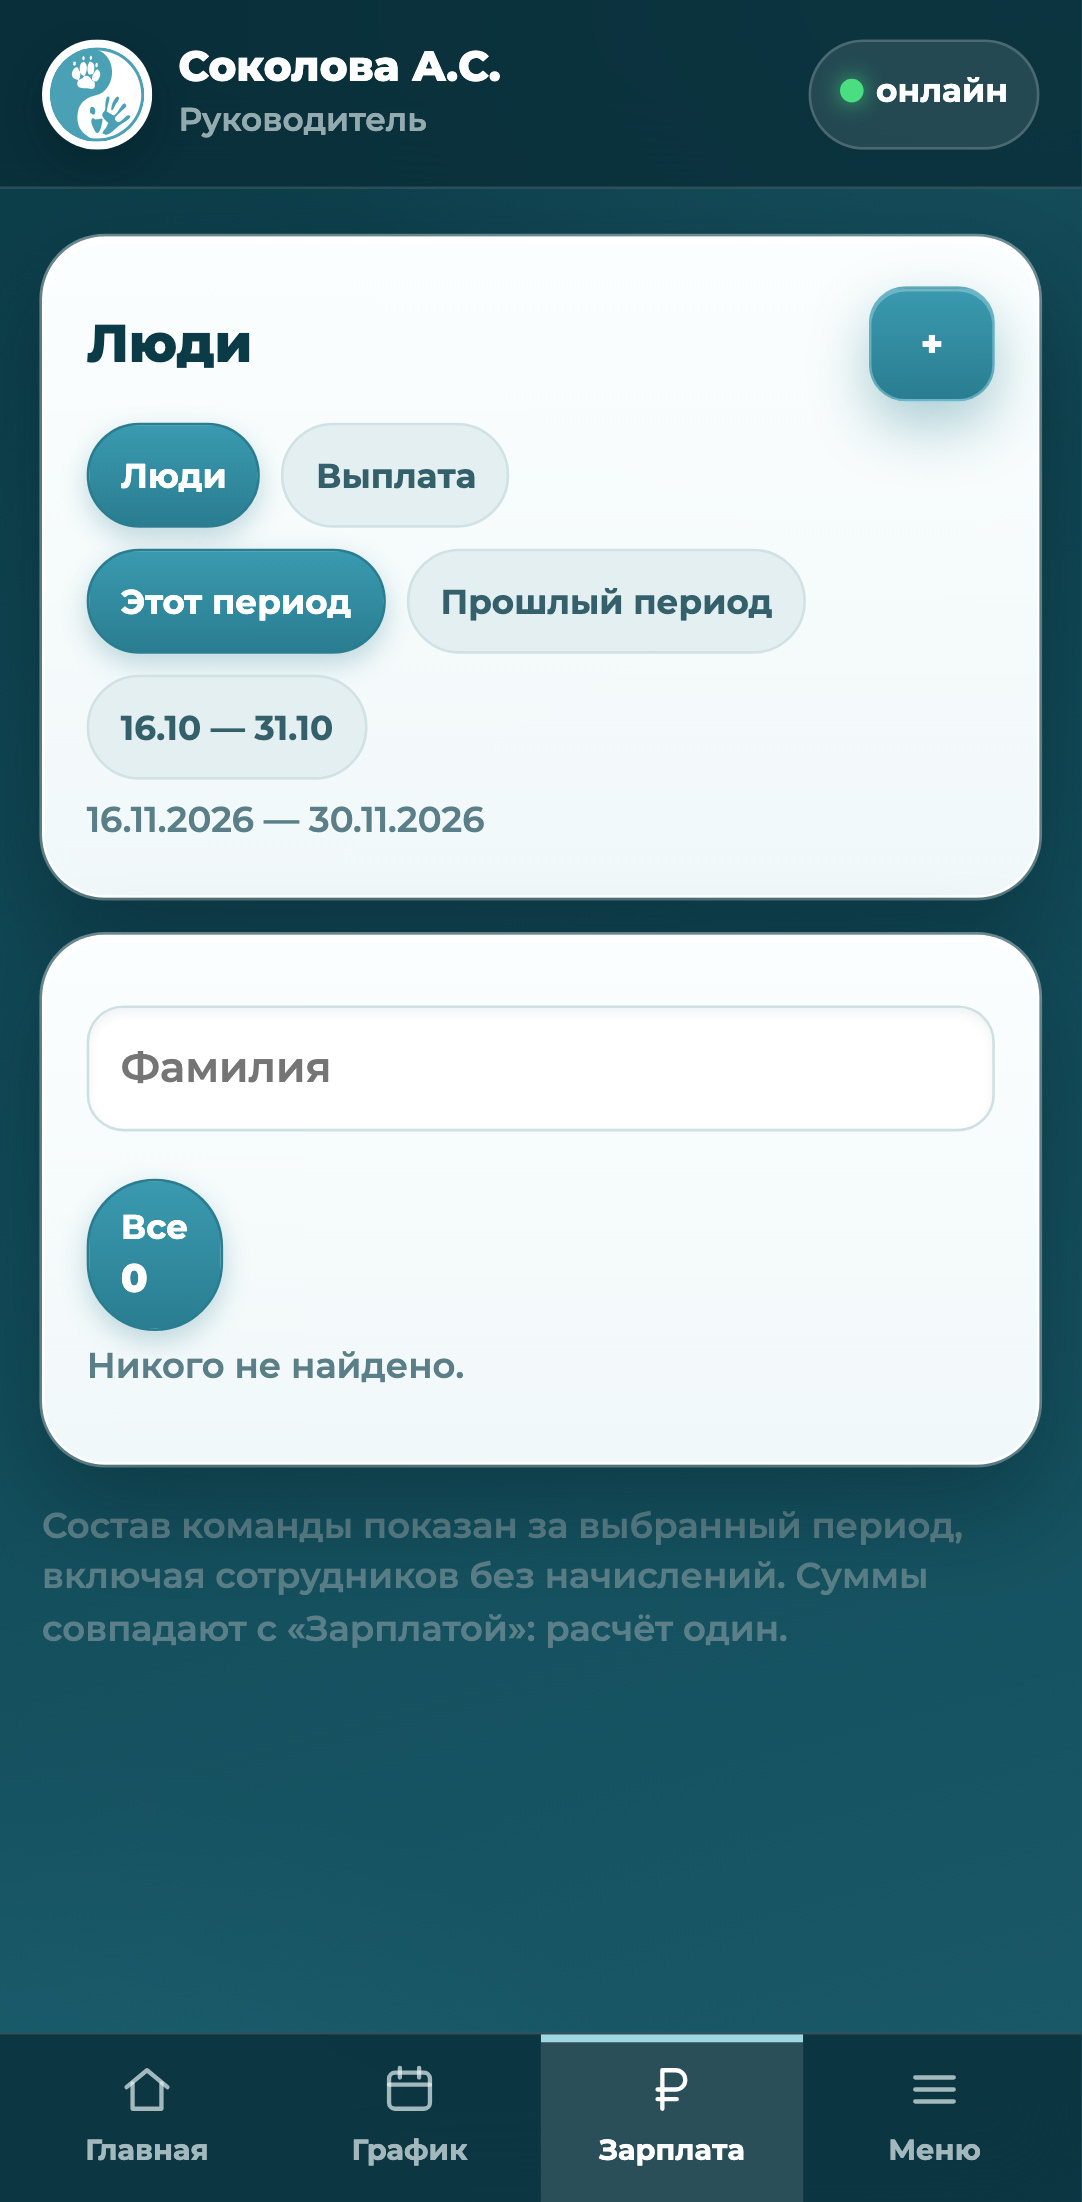 Соколова А.С.
Руководитель
онлайн
Люди
+
Люди
Выплата
Этот период
Прошлый период
16.10 — 31.10
16.11.2026 — 30.11.2026
Фамилия
Все
0
Никого не найдено.
Состав команды показан за выбранный период,
включая сотрудников без начислений. Суммы
совпадают с «Зарплатой»: расчёт один.
Главная
График
Зарплата
Меню